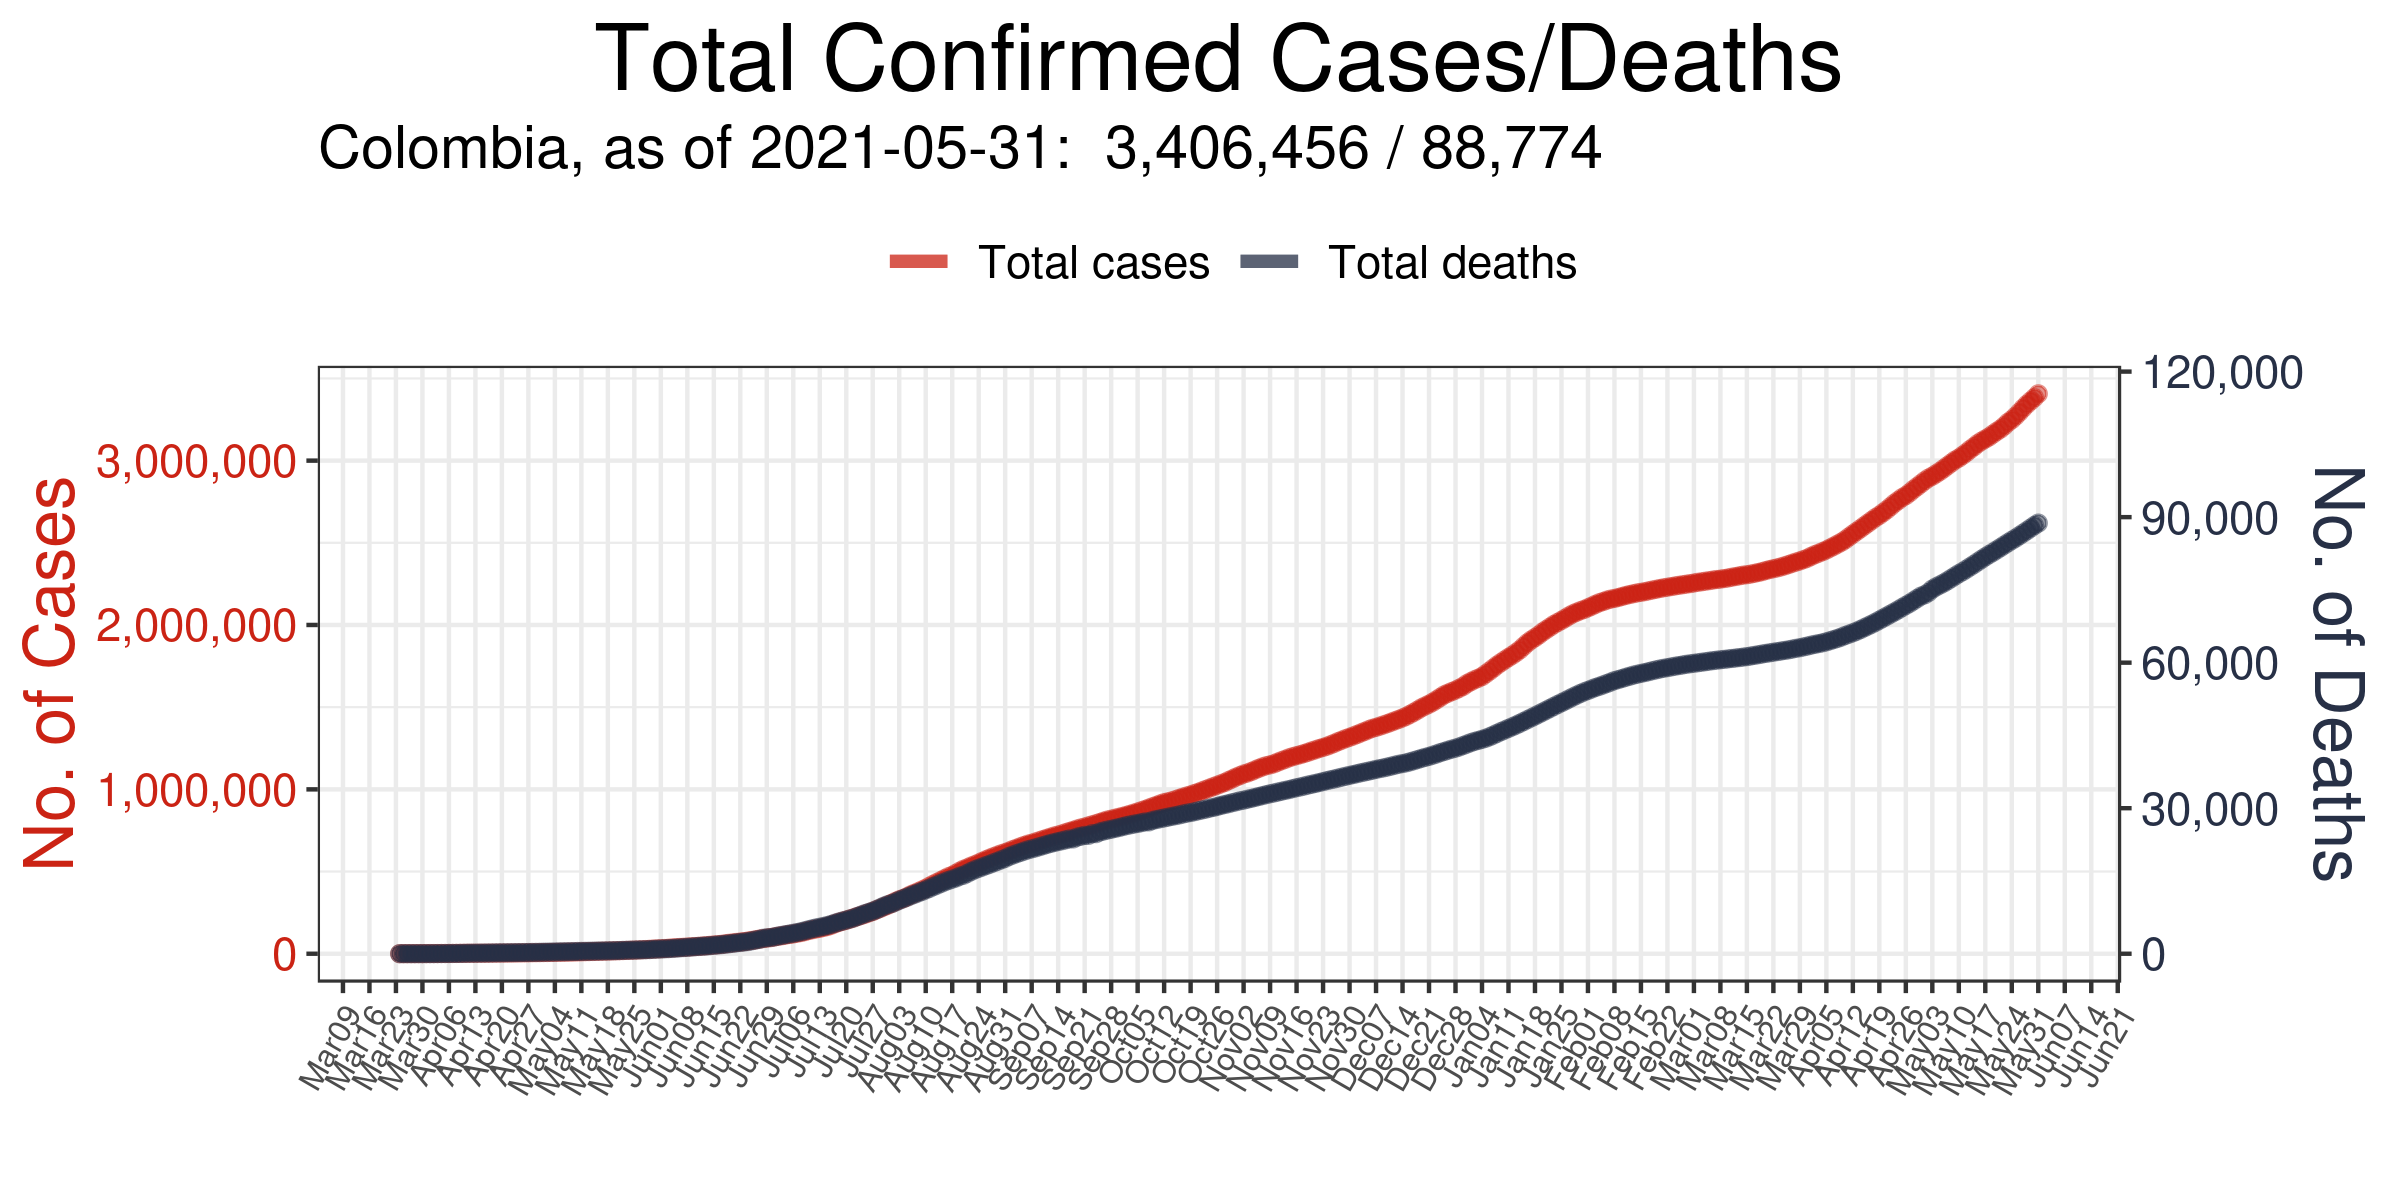 Total Confirmed Cases/Deaths
Colombia, as of 2021-05-31: 3,406,456 / 88,774
Total cases
Total deaths
No. of Cases
3,000,000
2,000,000
1,000,000
0
120,000
90,000
60,000
30,000
0
No. of Deaths
Mar09
Mar16
Mar23
Mar30
Apr06
Apr13
Apr20
Apr27
May04
May11
May18
May25
Jun01
Jun08
Jun15
Jun22
Jun29
Jul06
Jul13
Jul20
Jul27
Aug03
Aug10
Aug17
Aug24
Aug31
Sep07
Sep14
Sep21
Sep28
Oct05
Oct12
Oct19
Oct26
Nov02
Nov09
Nov16
Nov23
Nov30
Dec07
Dec14
Dec21
Dec28
Jan04
Jan11
Jan18
Jan25
Feb01
Feb08
Feb15
Feb22
Mar01
Mar08
Mar15
Mar22
Mar29
Apr05
Apr12
Apr19
Apr26
May03
May10
May17
May24
May31
Jun07
Jun14
Jun21